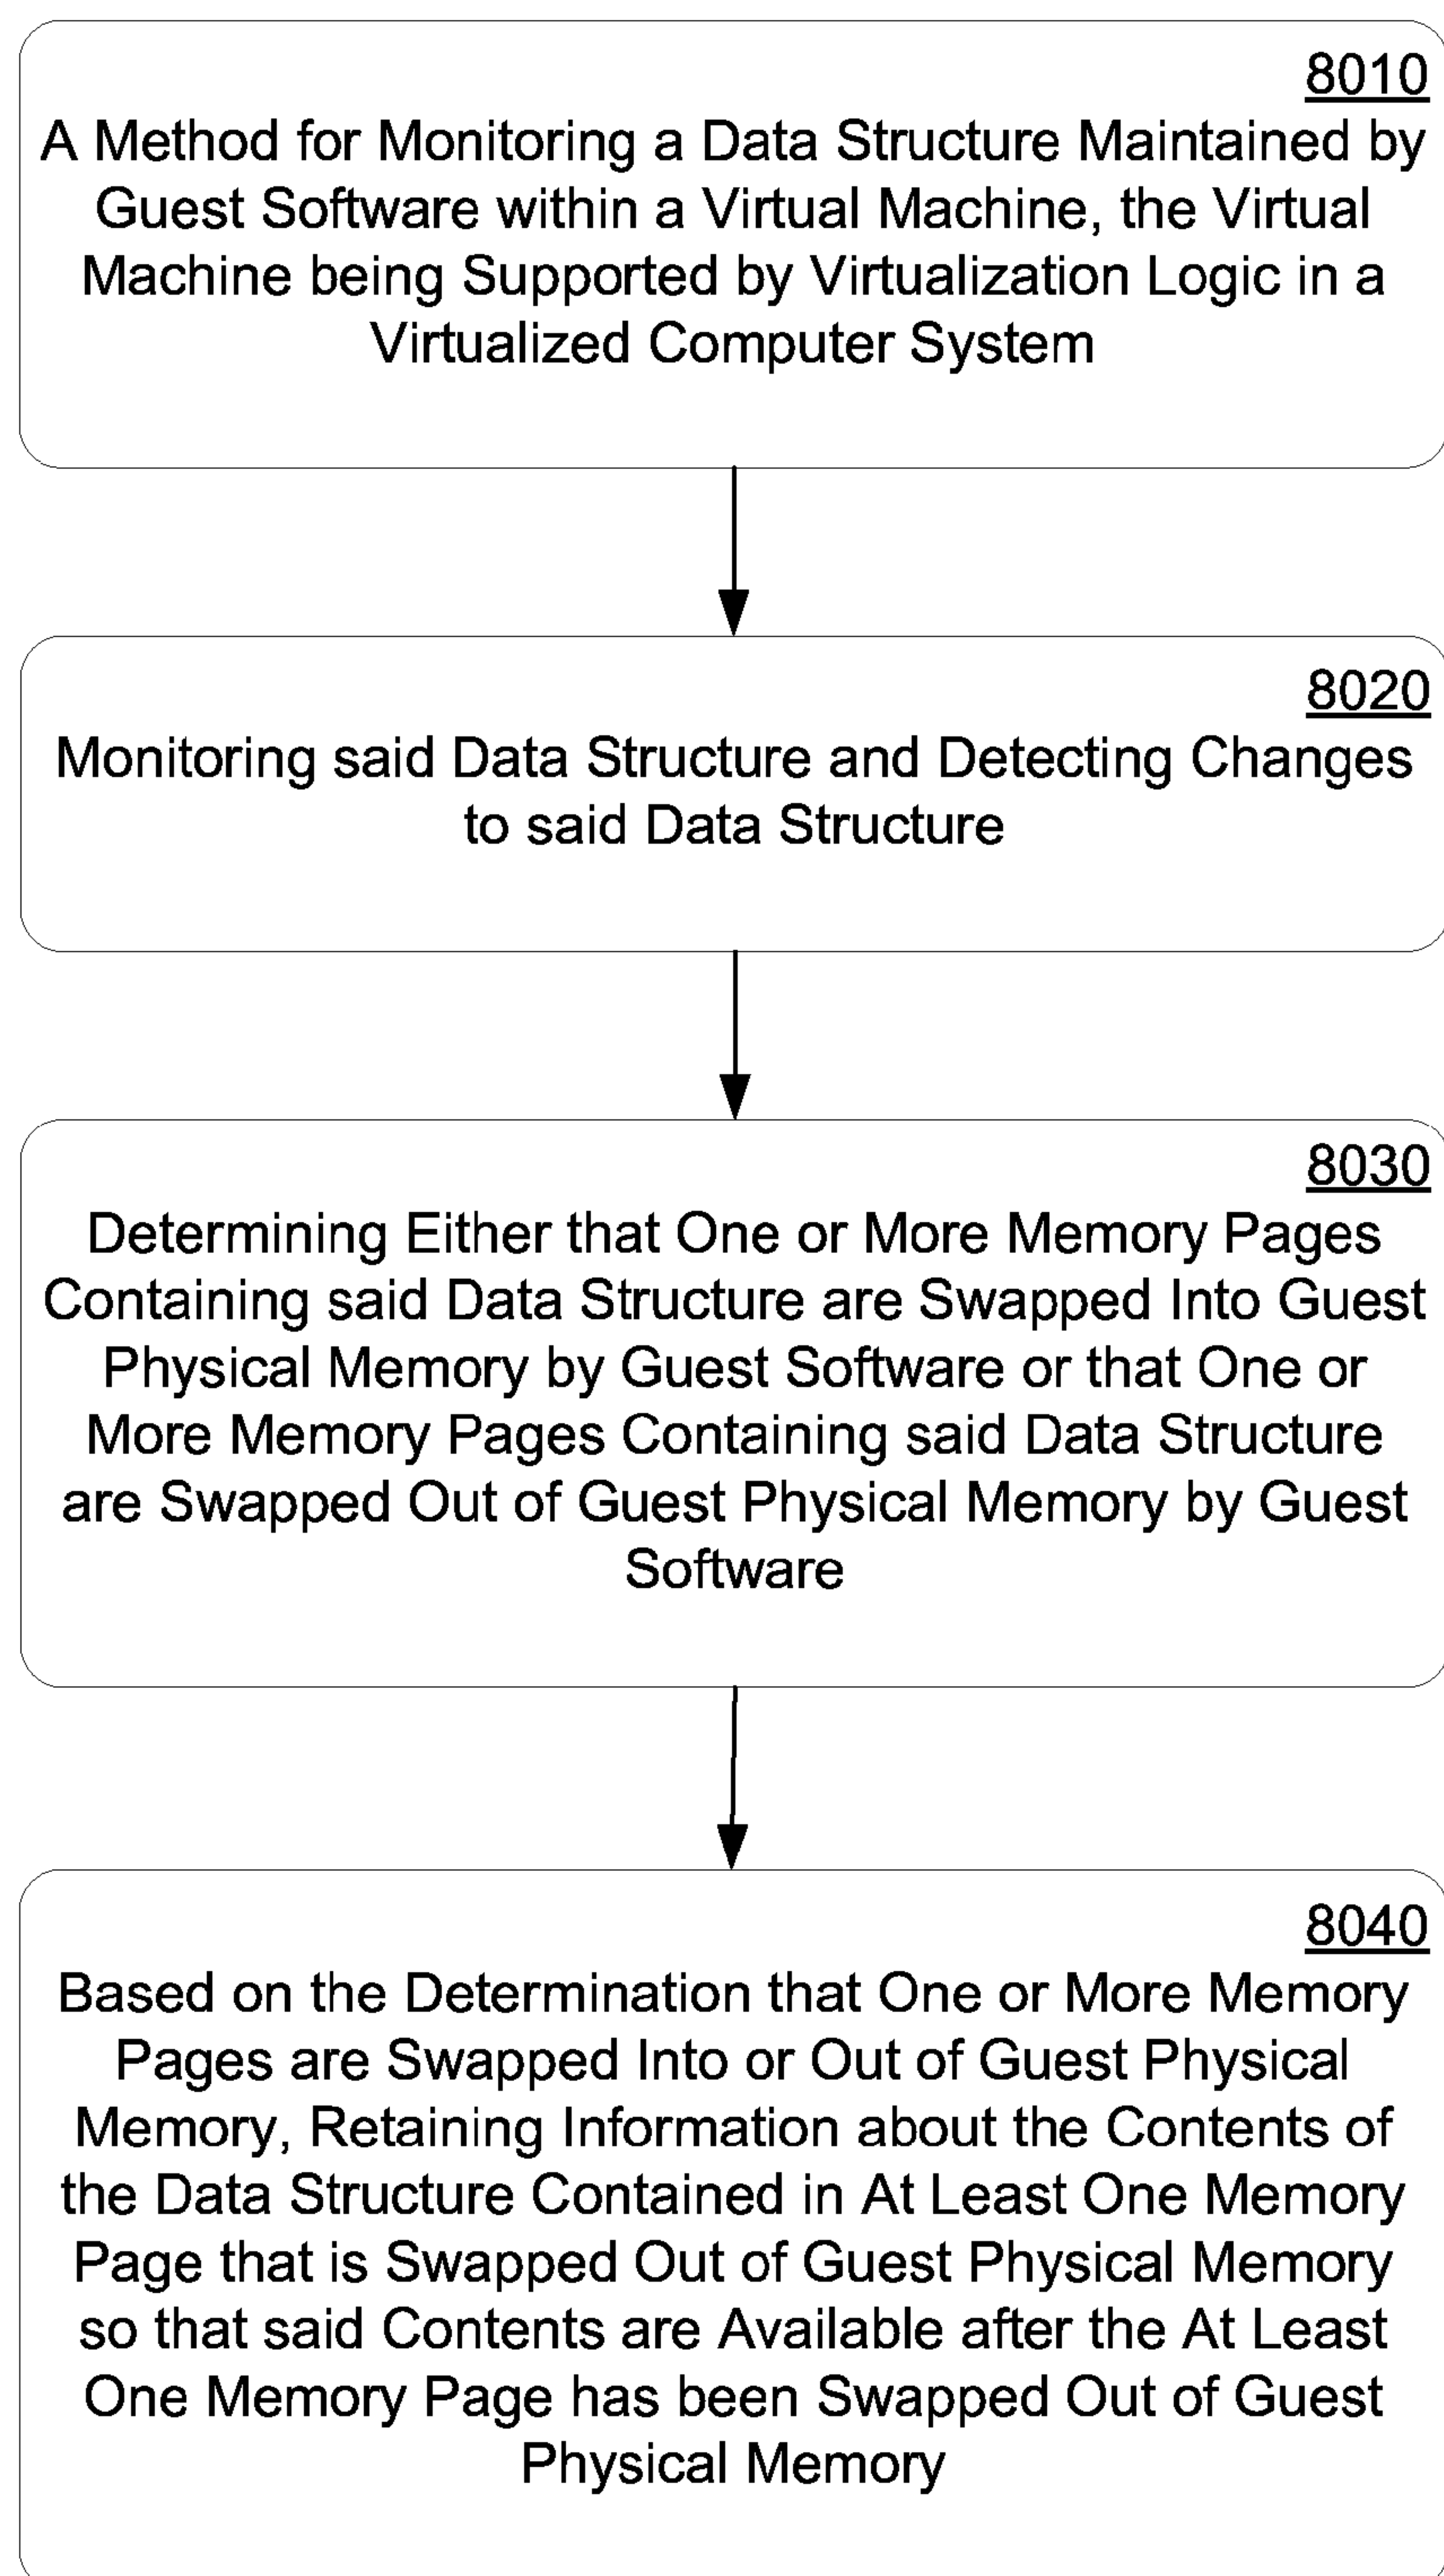 8010
A Method for Monitoring a Data Structure Maintained by
Guest Software within a Virtual Machine, the Virtual
Machine being Supported by Virtualization Logic in a
Virtualized Computer System
8020
Monitoring said Data Structure and Detecting Changes
to said Data Structure
8030
Determining Either that One or More Memory Pages
Containing said Data Structure are Swapped Into Guest
Physical Memory by Guest Software or that One or
More Memory Pages Containing said Data Structure
are Swapped Out of Guest Physical Memory by Guest
Software
8040
Based on the Determination that One or More Memory
Pages are Swapped Into or Out of Guest Physical
Memory, Retaining Information about the Contents of
the Data Structure Contained in At Least One Memory
Page that is Swapped Out of Guest Physical Memory
so that said Contents are Available after the At Least
One Memory Page has been Swapped Out of Guest
Physical Memory